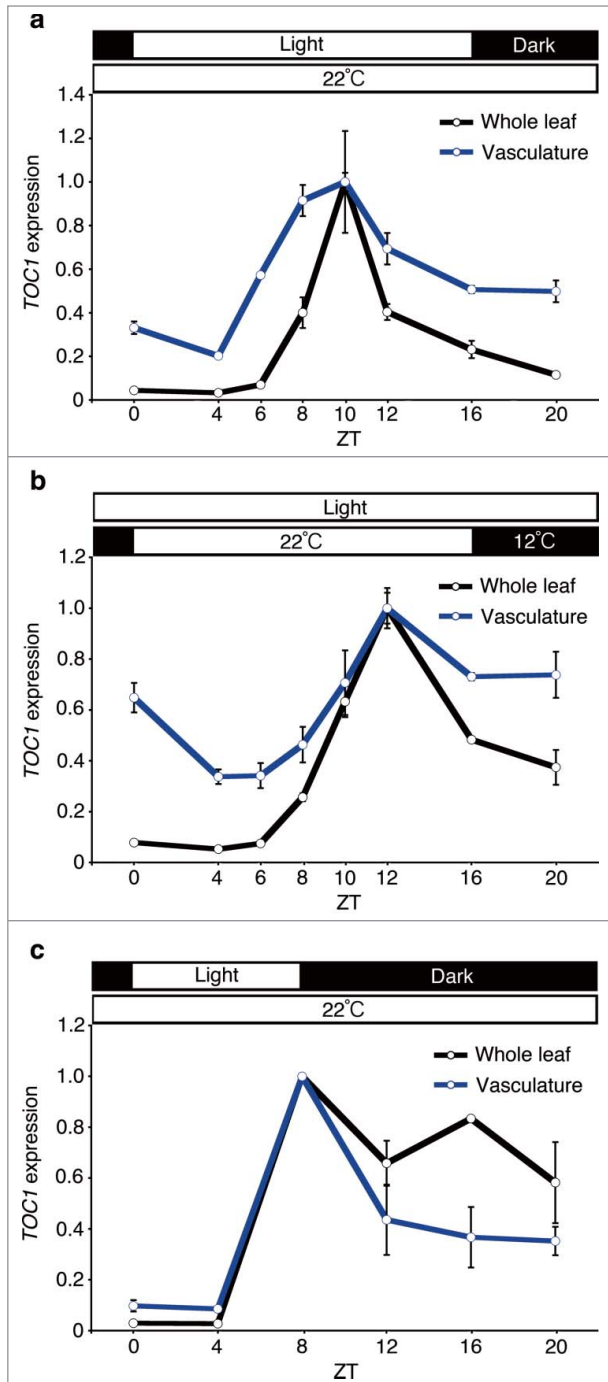 a
Light Dark
22°C
1.4
1.2
1.0
0.8
0.6
0.4
0.2
0
TOC1 expression
Whole leaf
Vasculature
0 4 6 8 10 12 16 20
ZT
b
Light
22°C 12°C
1.2
1.0
0.8
0.6
0.4
0.2
0
TOC1 expression
Whole leaf
Vasculature
0 4 6 8 10 12 16 20
ZT
c
Light Dark
22°C
1.2
1.0
0.8
0.6
0.4
0.2
0
TOC1 expression
Whole leaf
Vasculature
0 4 8 12 16 20
ZT